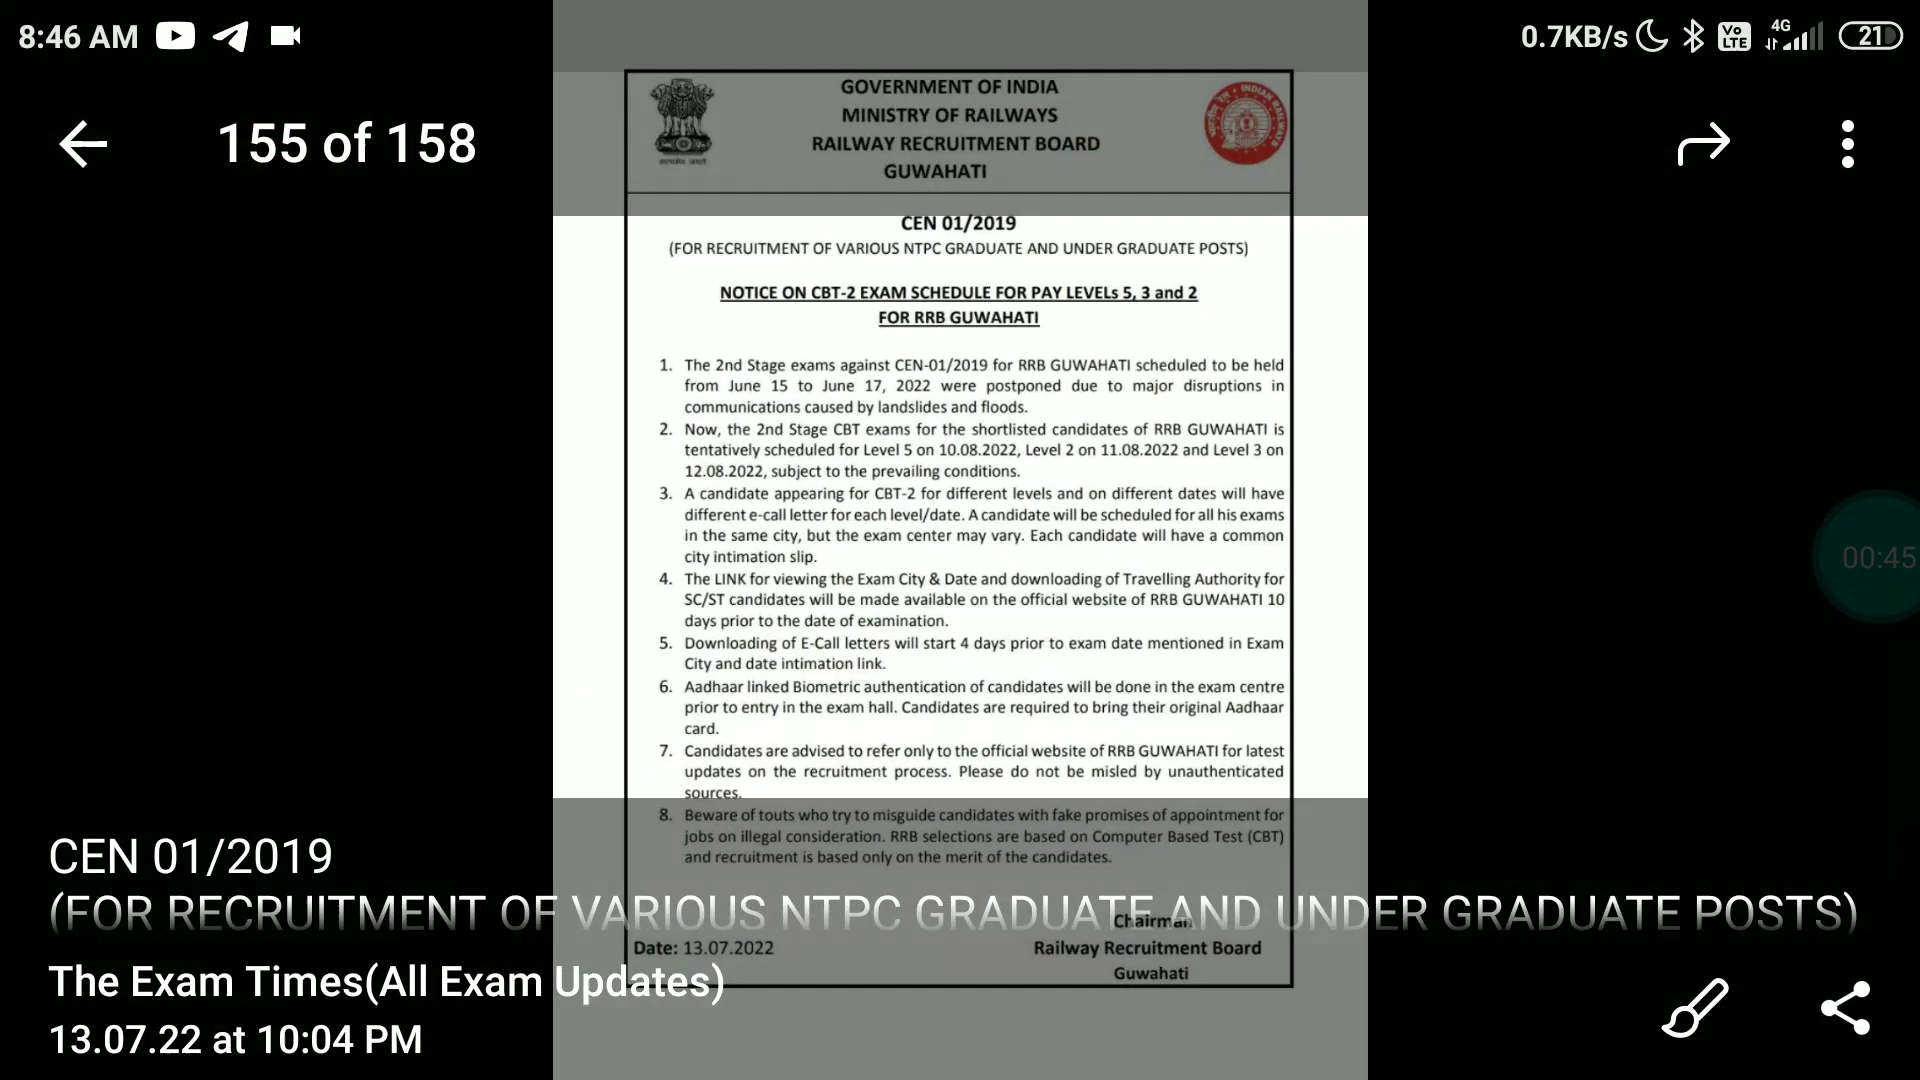 8:46 AM
0.7KB/s
Vo LTE
4G
21
155 of 158
GOVERNMENT OF INDIA
MINISTRY OF RAILWAYS
RAILWAY RECRUITMENT BOARD
GUWAHATI
CEN 01/2019
(FOR RECRUITMENT OF VARIOUS NTPC GRADUATE AND UNDER GRADUATE POSTS)
NOTICE ON CBT-2 EXAM SCHEDULE FOR PAY LEVELs 5, 3 and 2
FOR RRB GUWAHATI
1. The 2nd Stage exams against CEN-01/2019 for RRB GUWAHATI scheduled to be held
from June 15 to June 17, 2022 were postponed due to major disruptions in
communications caused by landslides and floods.
2. Now, the 2nd Stage CBT exams for the shortlisted candidates of RRB GUWAHATI is
tentatively scheduled for Level 5 on 10.08.2022, Level 2 on 11.08.2022 and Level 3 on
12.08.2022, subject to the prevailing conditions.
3. A candidate appearing for CBT-2 for different levels and on different dates will have
different e-call letter for each level/date. A candidate will be scheduled for all his exams
in the same city, but the exam center may vary. Each candidate will have a common
city intimation slip.
4. The LINK for viewing the Exam City & Date and downloading of Travelling Authority for
SC/ST candidates will be made available on the official website of RRB GUWAHATI 10
days prior to the date of examination.
5. Downloading of E-Call letters will start 4 days prior to exam date mentioned in Exam
City and date intimation link.
6. Aadhaar linked Biometric authentication of candidates will be done in the exam centre
prior to entry in the exam hall. Candidates are required to bring their original Aadhaar
card.
7. Candidates are advised to refer only to the official website of RRB GUWAHATI for latest
updates on the recruitment process. Please do not be misled by unauthenticated
sources.
8. Beware of touts who try to misguide candidates with fake promises of appointment for
jobs on illegal consideration. RRB selections are based on Computer Based Test (CBT)
and recruitment is based only on the merit of the candidates.
Chairman
Date: 13.07.2022
Railway Recruitment Board
Guwahati
00:45
CEN 01/2019
(FOR RECRUITMENT OF VARIOUS NTPC GRADUATE AND UNDER GRADUATE POSTS)
The Exam Times(All Exam Updates)
13.07.22 at 10:04 PM